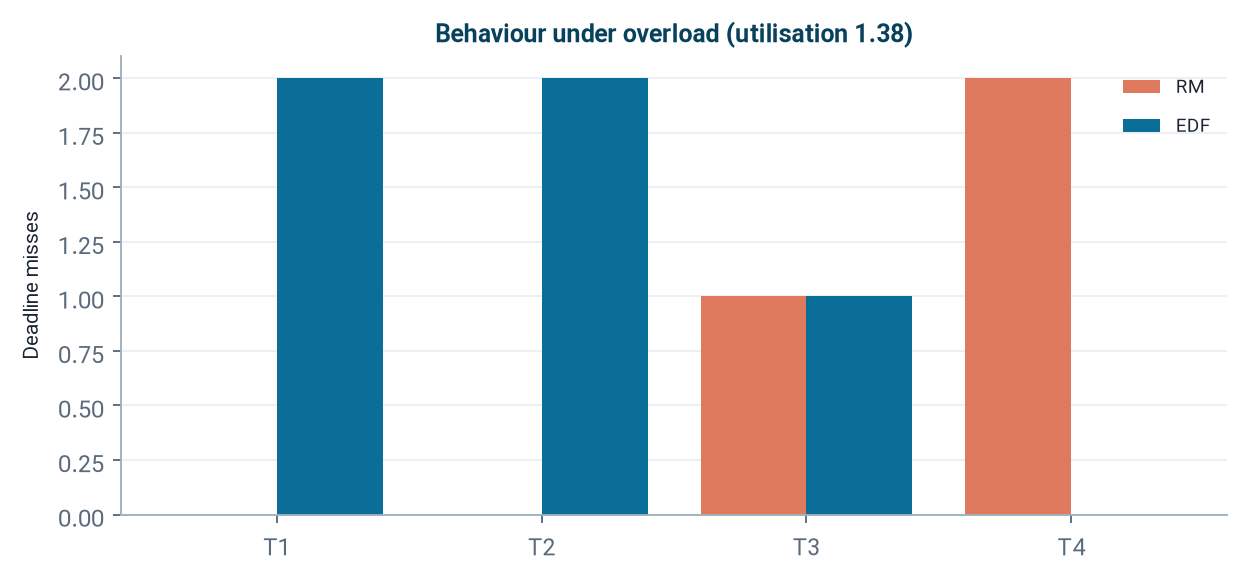 Behaviour under overload (utilisation 1.38)
RM
EDF
Deadline misses
2.00
1.75
1.50
1.25
1.00
0.75
0.50
0.25
0.00
T1 T2 T3 T4